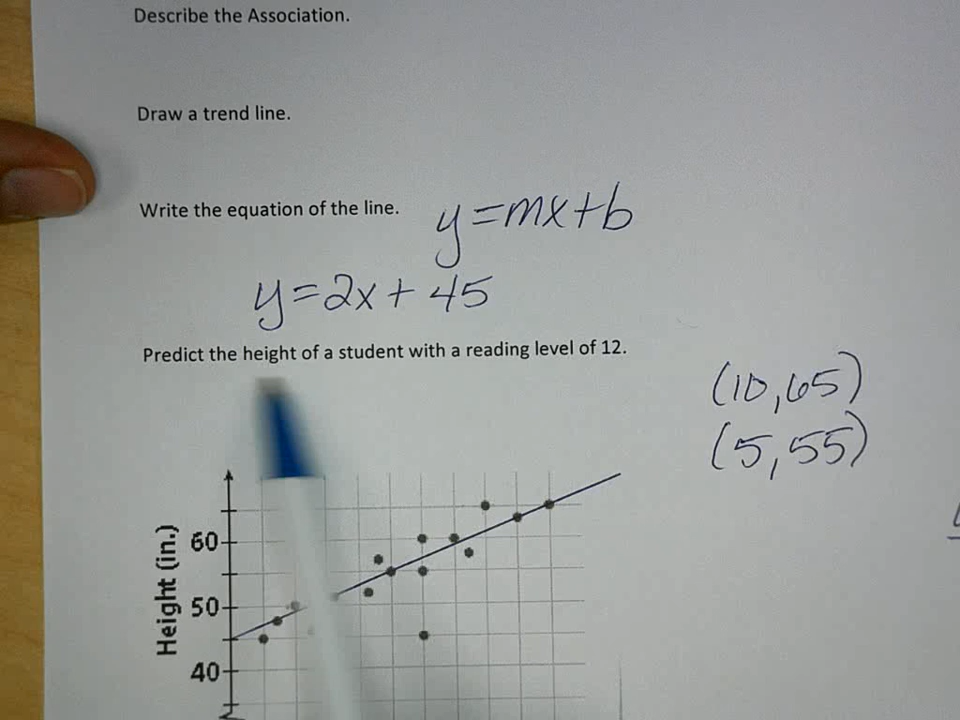 Describe the Association.
Draw a trend line.
Write the equation of the line. y=mx+b
y=2x+45
Predict the height of a student with a reading level of 12.
(10,65)
(5,55)
Height (in.)
60
50
40